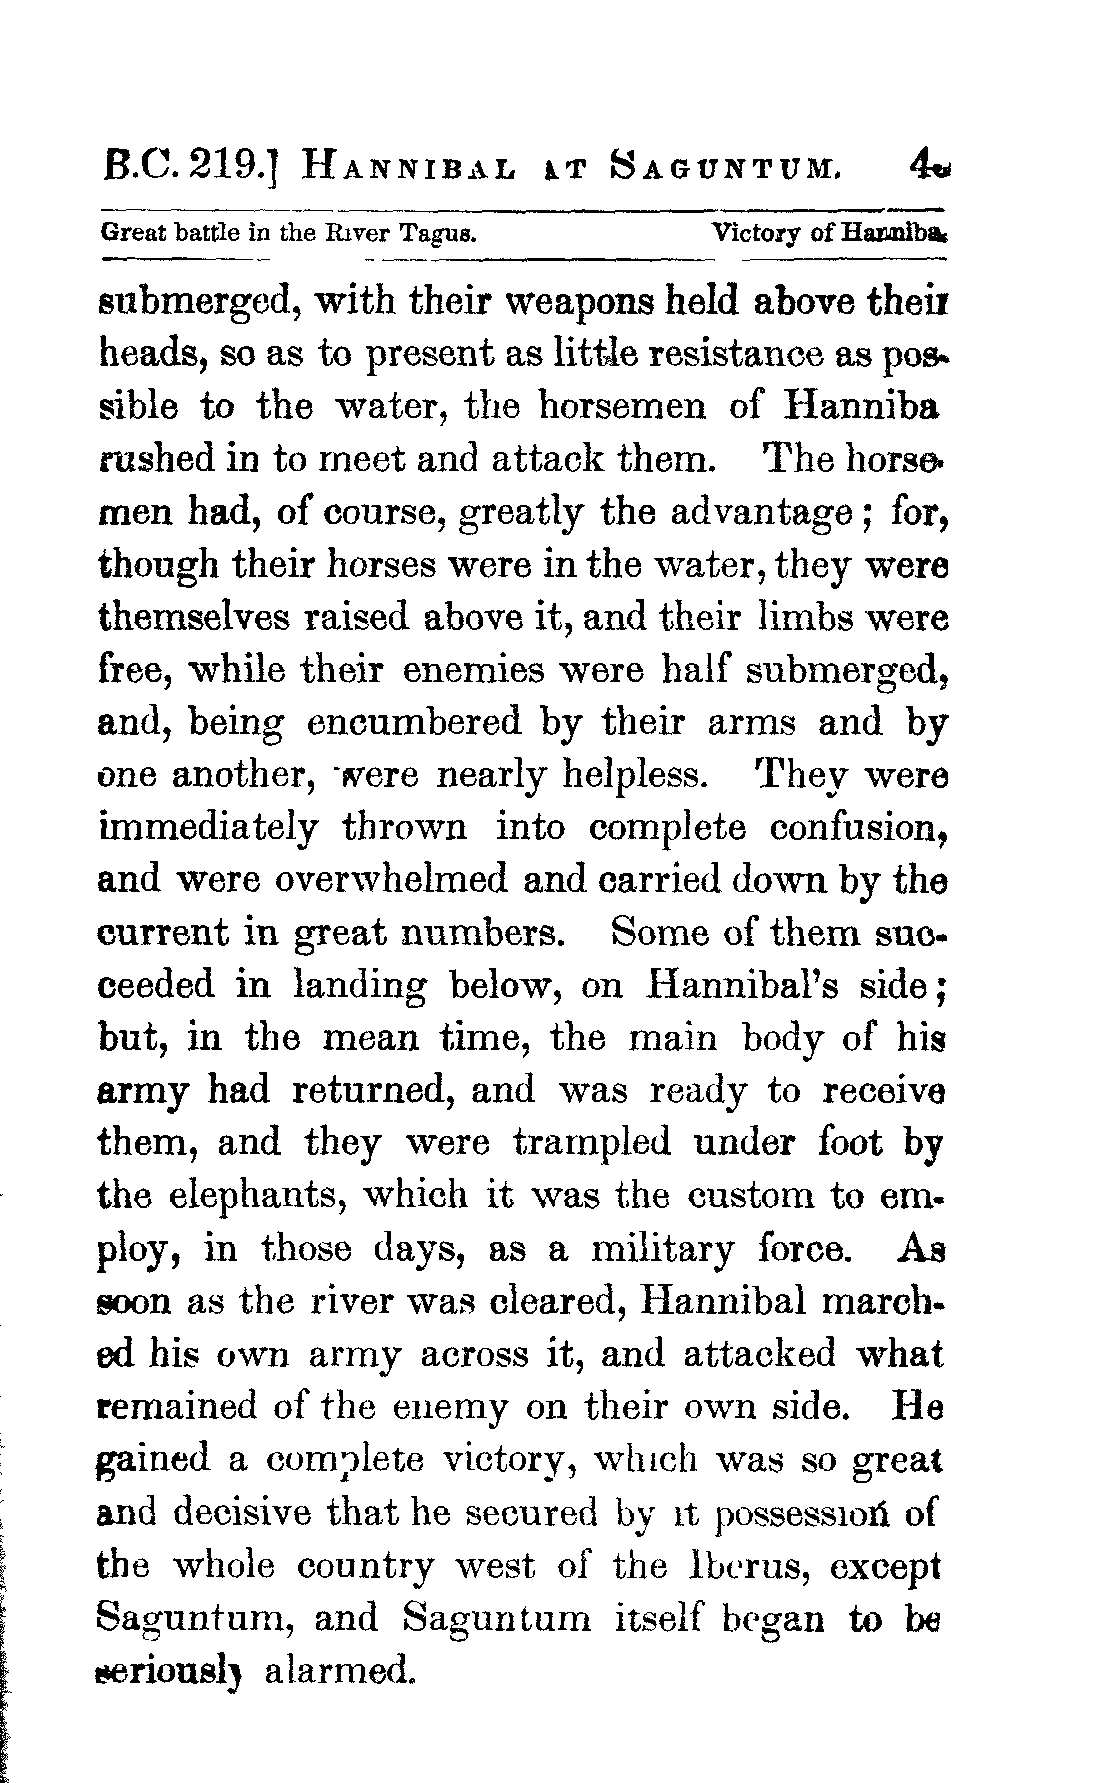 B.C. 219.] HANNIBAL AT SAGUNTUM.
Great battle in the River Tagus. Victory of Hannibal
submerged, with their weapons held above their
heads, so as to present as little resistance as pos-
sible to the water, the horsemen of Hanniba
rushed in to meet and attack them. The horse-
men had, of course, greatly the advantage; for,
though their horses were in the water, they were
themselves raised above it, and their limbs were
free, while their enemies were half submerged,
and, being encumbered by their arms and by
one another, were nearly helpless. They were
immediately thrown into complete confusion,
and were overwhelmed and carried down by the
current in great numbers. Some of them suc-
ceeded in landing below, on Hannibal's side;
but, in the mean time, the main body of his
army had returned, and was ready to receive
them, and they were trampled under foot by
the elephants, which it was the custom to em-
ploy, in those days, as a military force. As
soon as the river was cleared, Hannibal march-
ed his own army across it, and attacked what
remained of the enemy on their own side. He
gained a complete victory, which was so great
and decisive that he secured by it possession of
the whole country west of the Iberus, except
Saguntum, and Saguntum itself began to be
seriously alarmed.